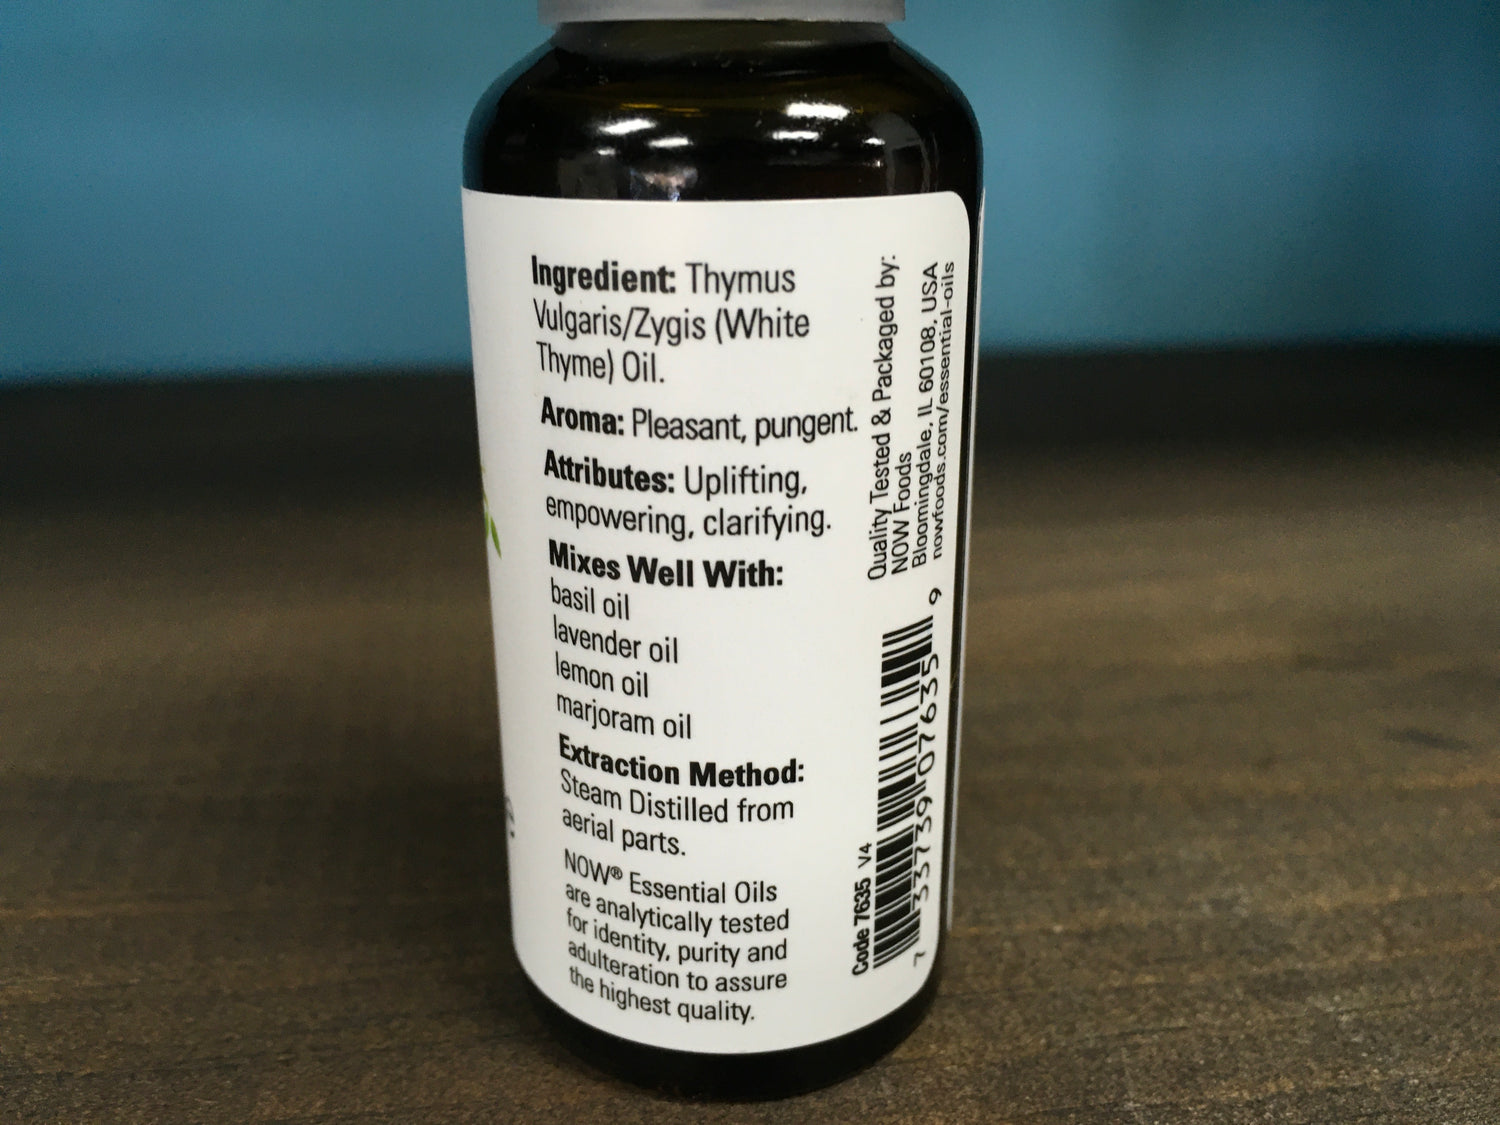 Ingredient: Thymus
Vulgaris/Zygis (White
Thyme) Oil.
Aroma: Pleasant, pungent.
Attributes: Uplifting,
empowering, clarifying.
Mixes Well With:
basil oil
lavender oil
lemon oil
marjoram oil
Extraction Method:
Steam Distilled from
aerial parts.
NOW® Essential Oils
are analytically tested
for identity, purity and
adulteration to assure
the highest quality.
Quality Tested & Packaged by:
NOW Foods
Bloomingdale, IL 60108, USA
nowfoods.com/essential-oils
Code 7635 V4
7 33739 07635 9